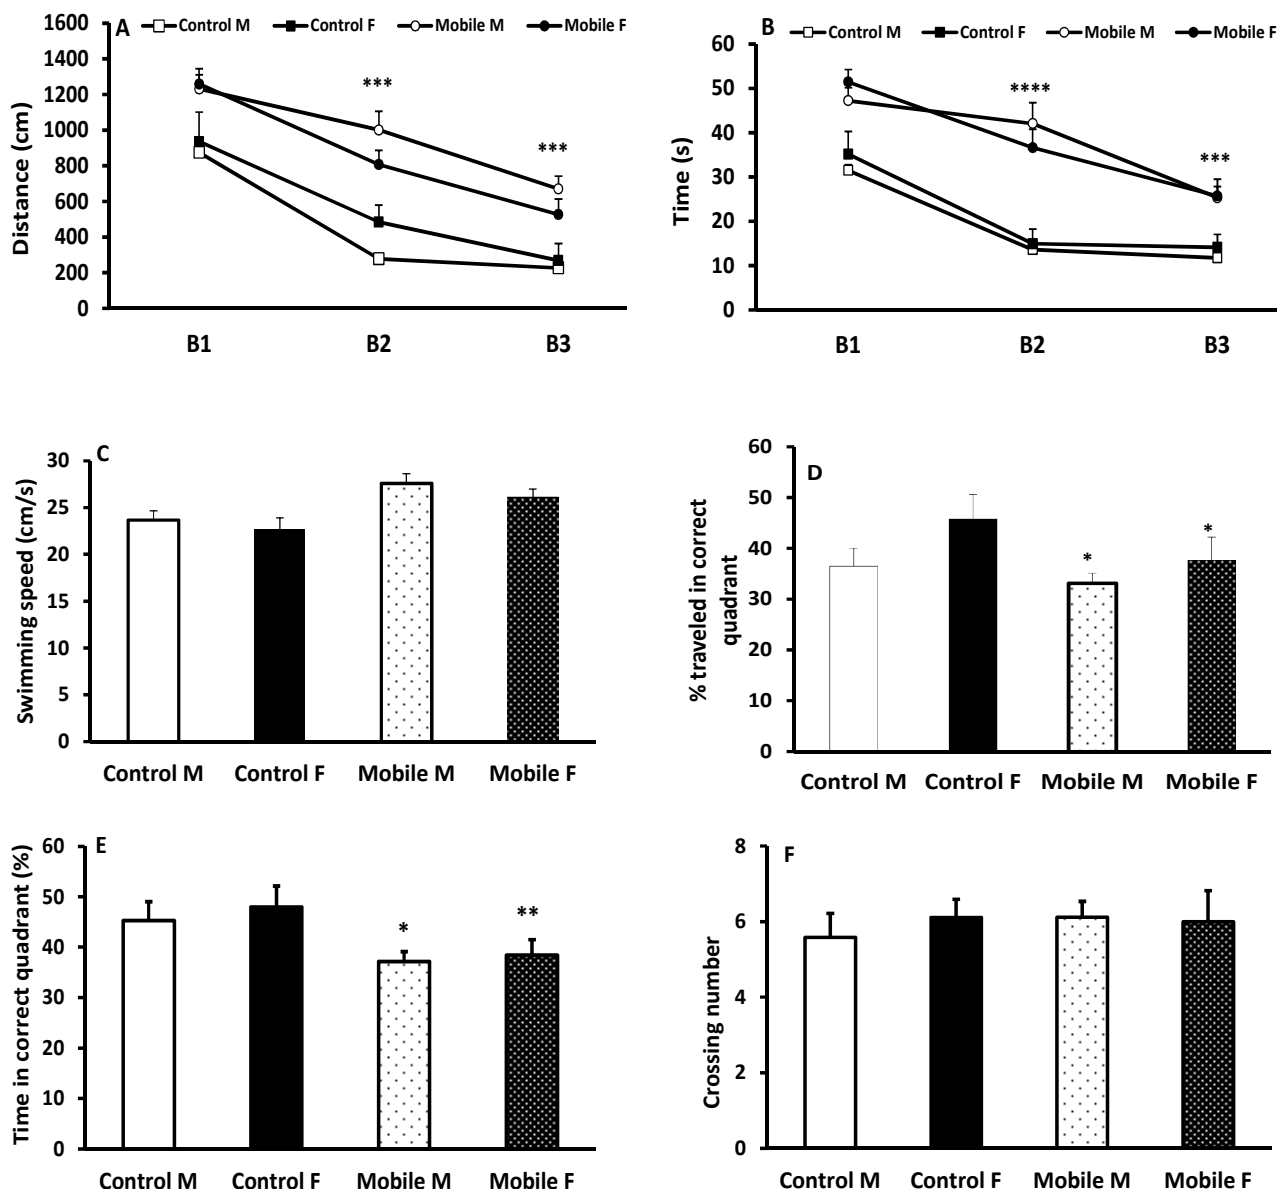 A
Control M Control F Mobile M Mobile F
Distance (cm)
1600
1400
1200
1000
800
600
400
200
0
***
***
B1 B2 B3
B
Control M Control F Mobile M Mobile F
Time (s)
60
50
40
30
20
10
0
****
***
B1 B2 B3
C
Swimming speed (cm/s)
30
25
20
15
10
5
0
Control M Control F Mobile M Mobile F
D
% traveled in correct
quadrant
60
50
40
30
20
10
0
*
*
Control M Control F Mobile M Mobile F
E
Time in correct quadrant (%)
60
50
40
30
20
10
0
*
**
Control M Control F Mobile M Mobile F
F
Crossing number
8
6
4
2
0
Control M Control F Mobile M Mobile F